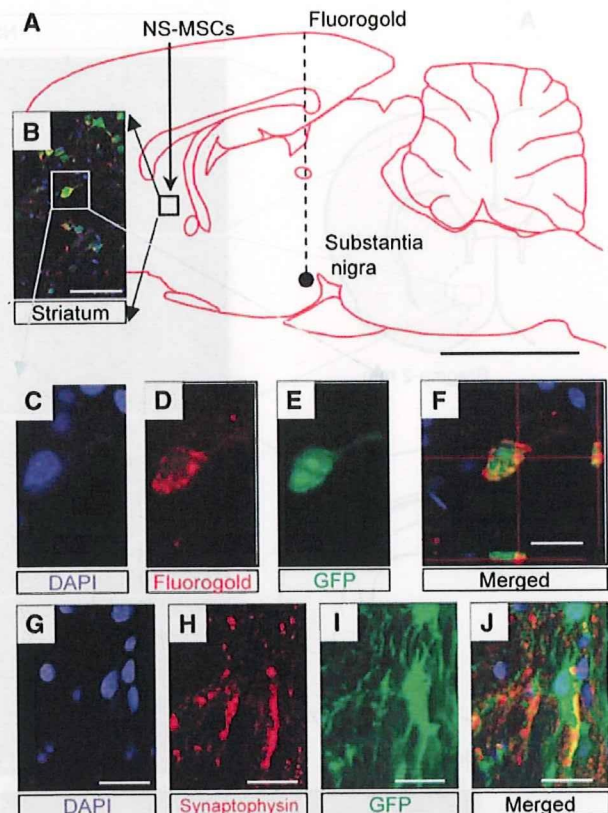 A
NS-MSCs
Fluorogold
B
Striatum
Substantia
nigra
C
D
E
F
DAPI
Fluorogold
GFP
Merged
G
H
I
J
DAPI
Synaptophysin
GFP
Merged